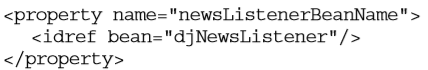 <property name="newsListenerBeanName">
<idref bean="djNewsListener"/>
</property>